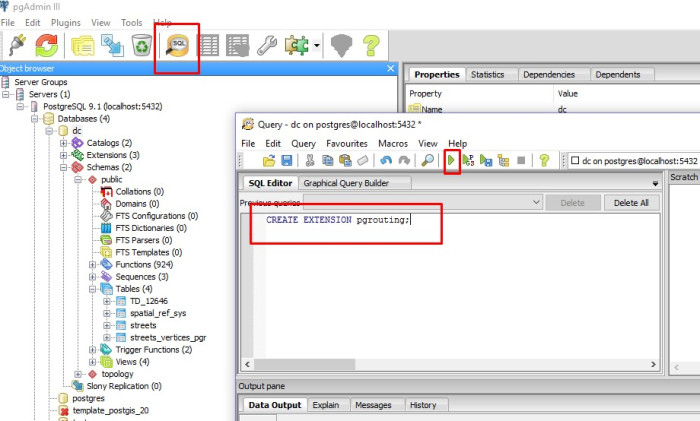 pgAdmin III
File Edit Plugins View Tools Help
SQL
Object browser
Server Groups
Servers (1)
PostgreSQL 9.1 (localhost:5432)
Databases (4)
dc
Catalogs (2)
Extensions (3)
Schemas (2)
public
Collations (0)
Domains (0)
FTS Configurations (0)
FTS Dictionaries (0)
FTS Parsers (0)
FTS Templates (0)
Functions (924)
Sequences (3)
Tables (4)
TD_12646
spatial_ref_sys
streets
streets_vertices_pgr
Trigger Functions (2)
Views (4)
topology
Slony Replication (0)
postgres
template_postgis_20
Properties Statistics Dependencies Dependents
Property Value
Name dc
Query - dc on postgres@localhost:5432 *
File Edit Query Favourites Macros View Help
dc on postgres@localhost:5432
SQL Editor Graphical Query Builder
Scratch
Previous queries Delete Delete All
CREATE EXTENSION pgrouting;
Output pane
Data Output Explain Messages History